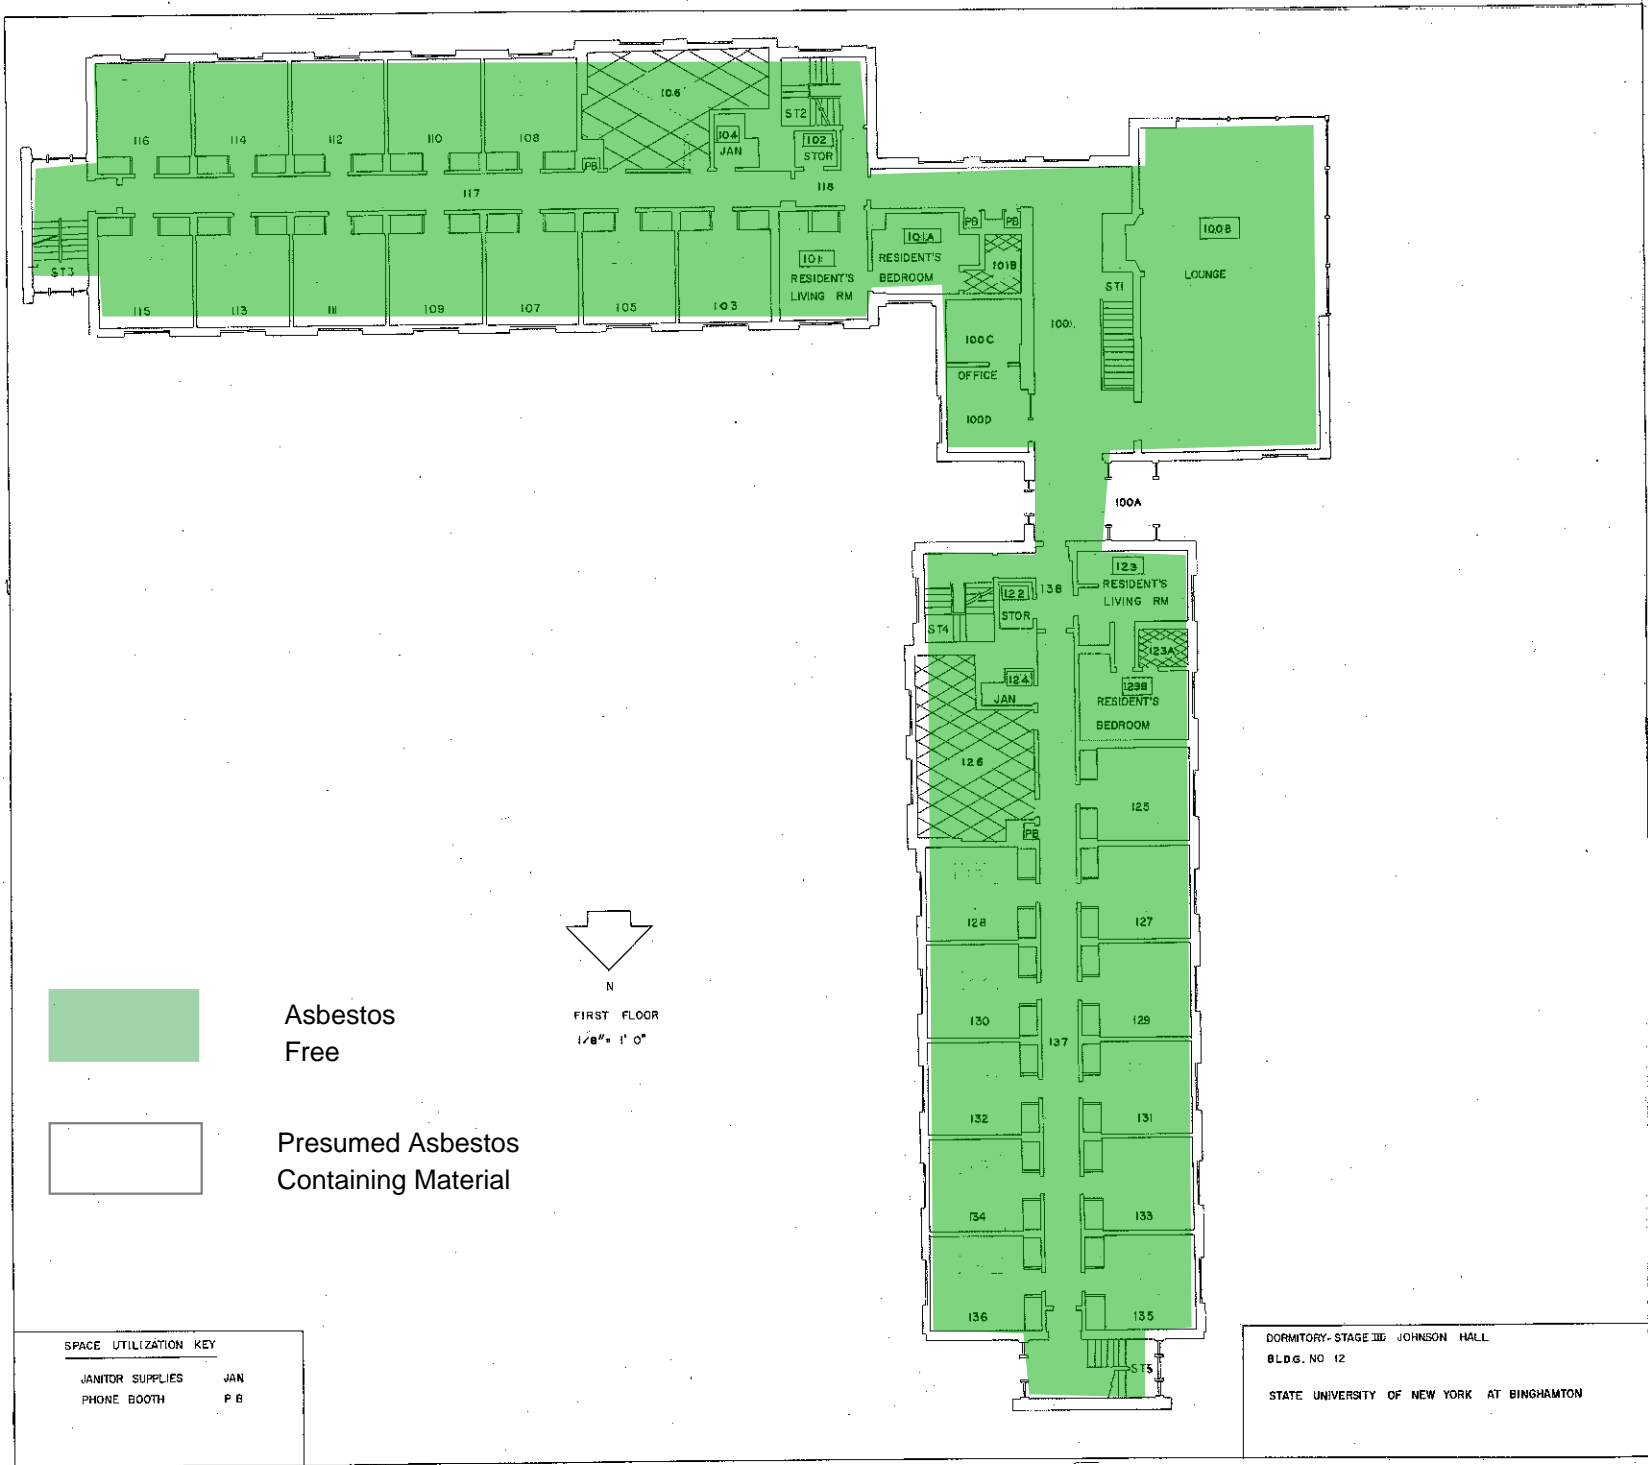 106
116
114
112
110
108
ST2
104
JAN
102
STOR
PB
117
118
PB
PB
100B
101A
RESIDENT'S
BEDROOM
101B
101
RESIDENT'S
LIVING RM
LOUNGE
ST3
ST1
115
113
111
109
107
105
103
100
100C
OFFICE
100D
100A
123
RESIDENT'S
LIVING RM
138
122
STOR
ST4
123A
124
JAN
123B
RESIDENT'S
BEDROOM
126
125
PB
128
127
N
FIRST FLOOR
1/8"= 1' 0"
130
129
137
Asbestos
Free
132
131
Presumed Asbestos
Containing Material
134
133
136
135
ST5
SPACE UTILIZATION KEY
JANITOR SUPPLIES JAN
PHONE BOOTH P B
DORMITORY-STAGE III JOHNSON HALL
BLDG. NO 12
STATE UNIVERSITY OF NEW YORK AT BINGHAMTON